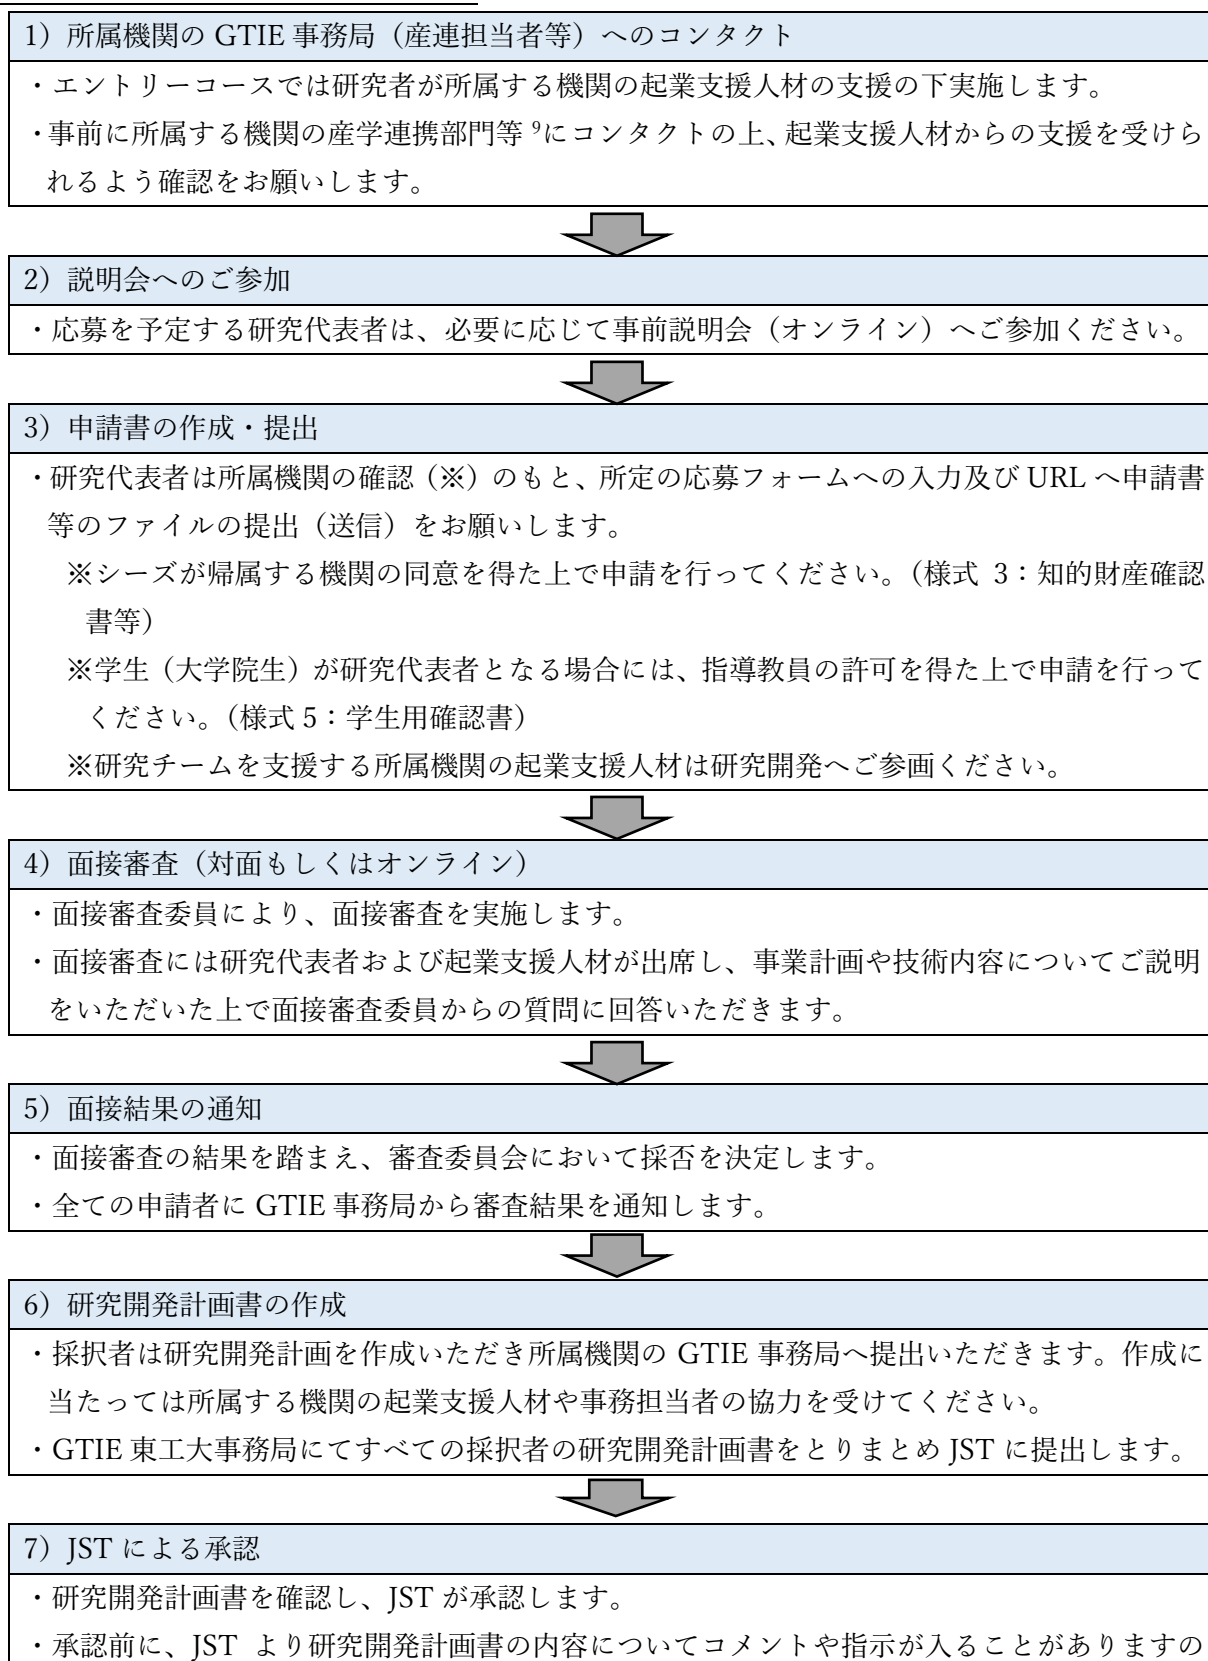 1）所属機関の GTIE 事務局（産連担当者等）へのコンタクト
・エントリーコースでは研究者が所属する機関の起業支援人材の支援の下実施します。
・事前に所属する機関の産学連携部門等 9にコンタクトの上、起業支援人材からの支援を受けら
れるよう確認をお願いします。
2）説明会へのご参加
・応募を予定する研究代表者は、必要に応じて事前説明会（オンライン）へご参加ください。
3）申請書の作成・提出
・研究代表者は所属機関の確認（※）のもと、所定の応募フォームへの入力及び URL へ申請書
等のファイルの提出（送信）をお願いします。
※シーズが帰属する機関の同意を得た上で申請を行ってください。（様式 3：知的財産確認
書等）
※学生（大学院生）が研究代表者となる場合には、指導教員の許可を得た上で申請を行って
ください。（様式 5：学生用確認書）
※研究チームを支援する所属機関の起業支援人材は研究開発へご参画ください。
4）面接審査（対面もしくはオンライン）
・面接審査委員により、面接審査を実施します。
・面接審査には研究代表者および起業支援人材が出席し、事業計画や技術内容についてご説明
をいただいた上で面接審査委員からの質問に回答いただきます。
5）面接結果の通知
・面接審査の結果を踏まえ、審査委員会において採否を決定します。
・全ての申請者に GTIE 事務局から審査結果を通知します。
6）研究開発計画書の作成
・採択者は研究開発計画を作成いただき所属機関の GTIE 事務局へ提出いただきます。作成に
当たっては所属する機関の起業支援人材や事務担当者の協力を受けてください。
・GTIE 東工大事務局にてすべての採択者の研究開発計画書をとりまとめ JST に提出します。
7）JST による承認
・研究開発計画書を確認し、JST が承認します。
・承認前に、JST より研究開発計画書の内容についてコメントや指示が入ることがありますの